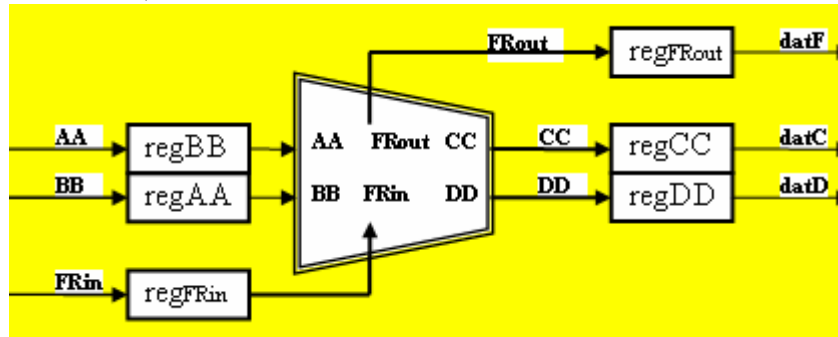 FRout regFRout datF
AA regBB AA FRout CC CC regCC datC
BB regAA BB FRin DD DD regDD datD
FRin regFRin